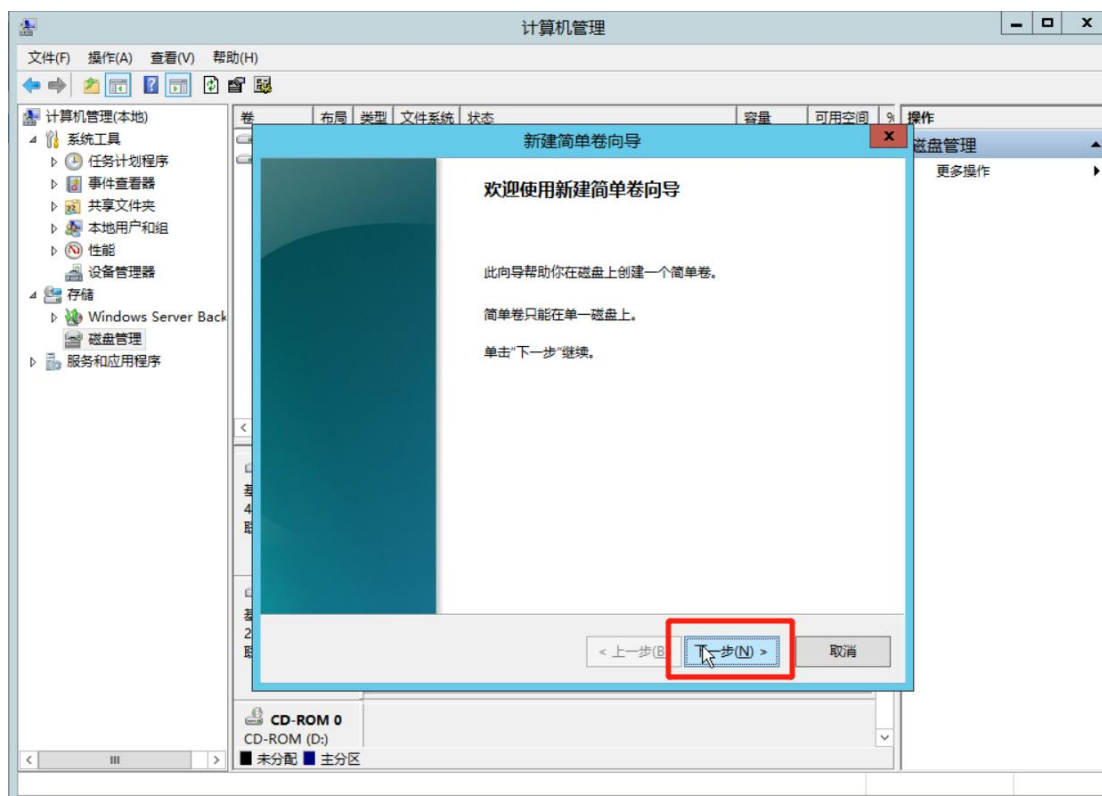 计算机管理
文件(F) 操作(A) 查看(V) 帮助(H)
计算机管理(本地)
系统工具
任务计划程序
事件查看器
共享文件夹
本地用户和组
性能
设备管理器
存储
Windows Server Back
磁盘管理
服务和应用程序
卷 布局 类型 文件系统 状态 容量 可用空间 %
新建简单卷向导
欢迎使用新建简单卷向导
此向导帮助你在磁盘上创建一个简单卷。
简单卷只能在单一磁盘上。
单击"下一步"继续。
< 上一步(B 下一步(N) > 取消
4
2
CD-ROM 0
CD-ROM (D:)
未分配 主分区
操作
磁盘管理
更多操作